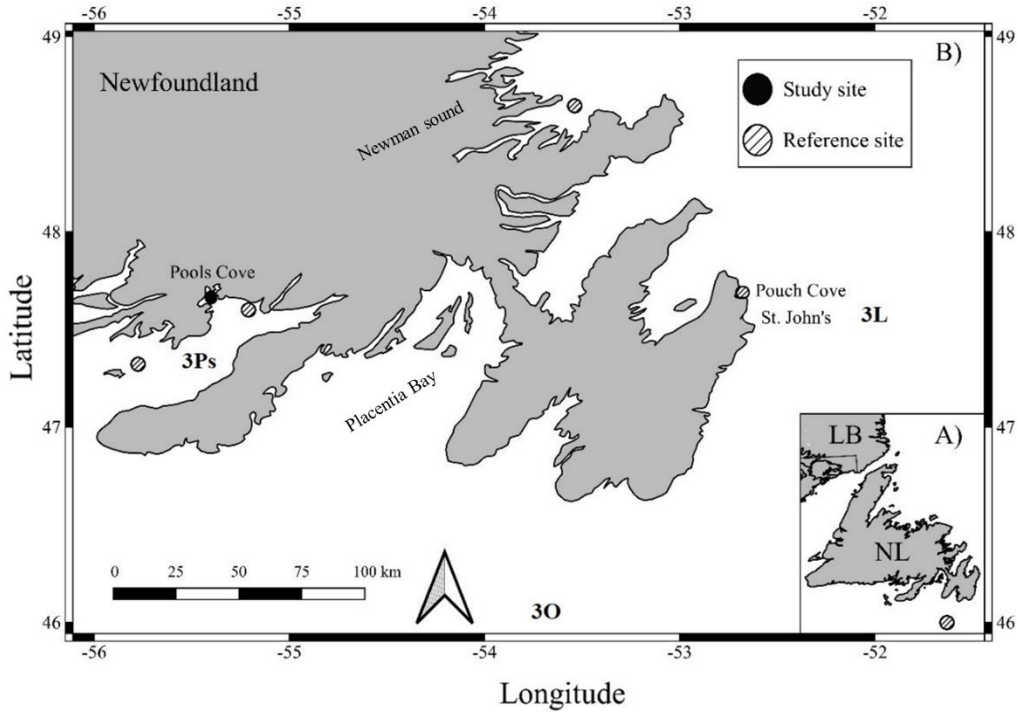 -56 -55 -54 -53 -52
49 49
B)
Newfoundland
Study site
Newman sound
Reference site
48 48
Pools Cove
Pouch Cove
St. John's
3L
3Ps
Placentia Bay
47 47
A)
LB
NL
0 25 50 75 100 km
3O
46 46
-56 -55 -54 -53 -52
Latitude
Longitude